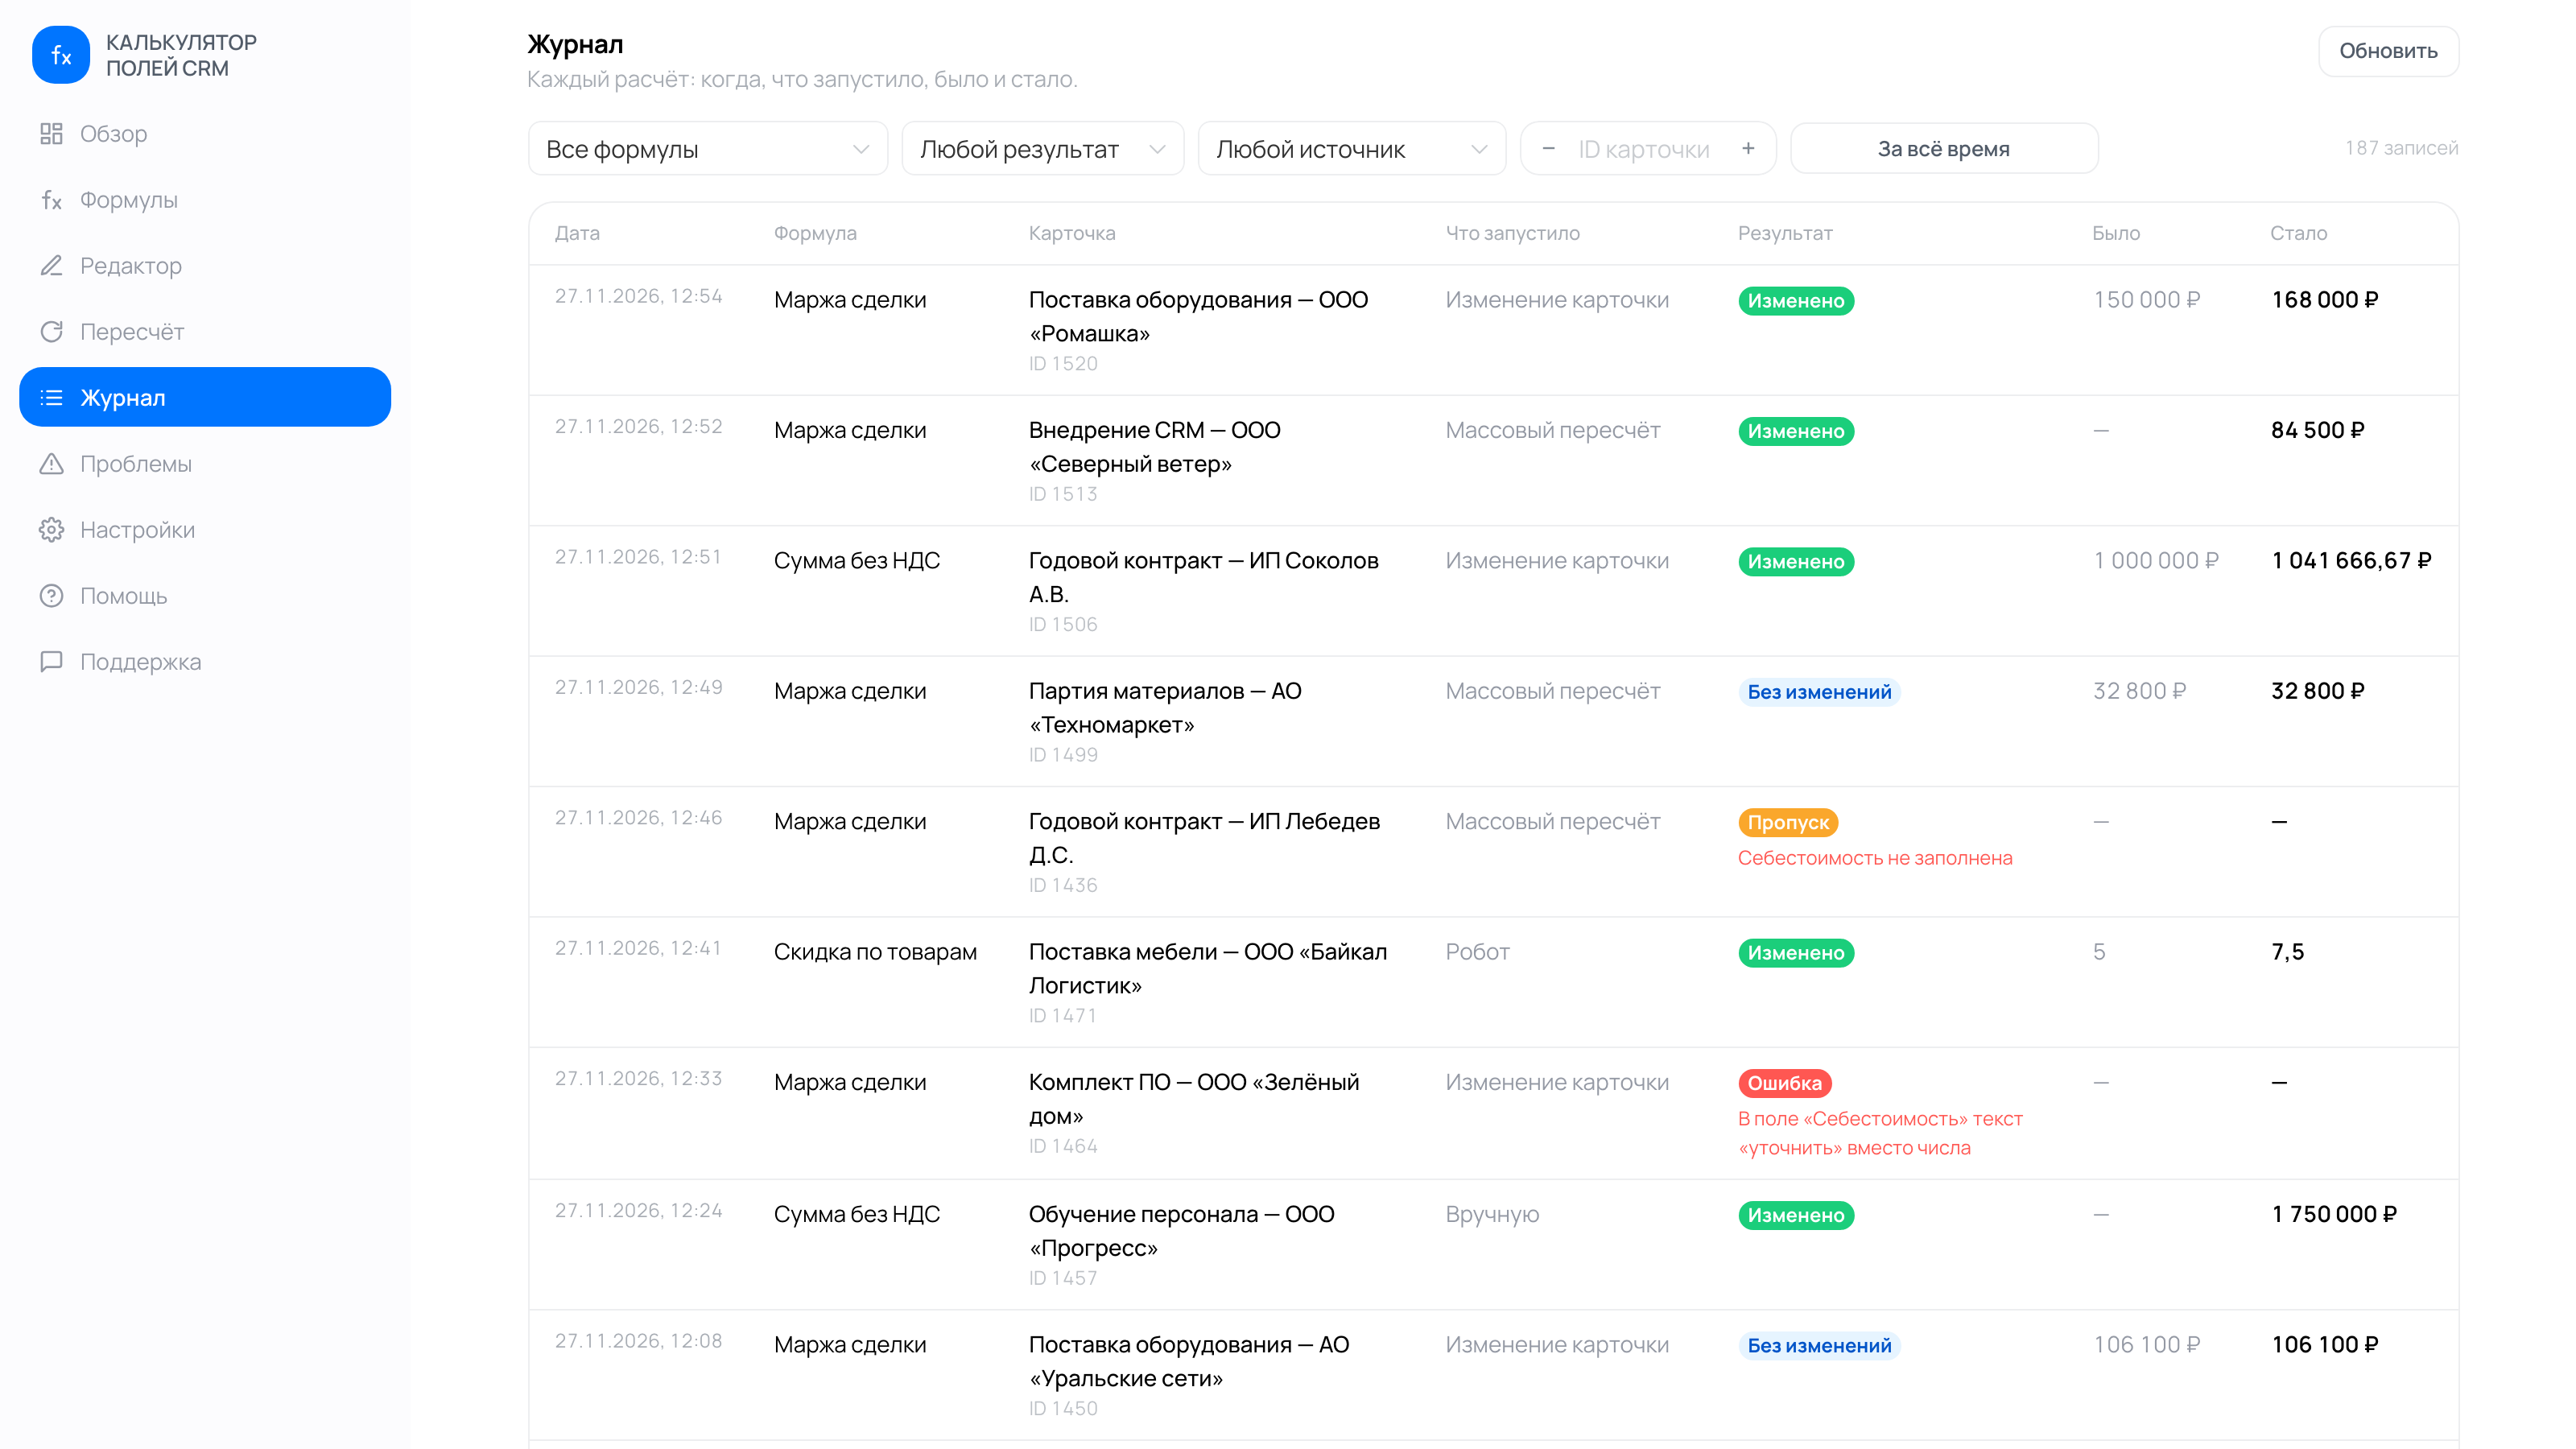 КАЛЬКУЛЯТОР
ПОЛЕЙ CRM
Обзор
Формулы
Редактор
Пересчёт
Журнал
Проблемы
Настройки
Помощь
Поддержка
Журнал
Каждый расчёт: когда, что запустило, было и стало.
Обновить
Все формулы
Любой результат
Любой источник
− ID карточки +
За всё время
187 записей
Дата Формула Карточка Что запустило Результат Было Стало
27.11.2026, 12:54 Маржа сделки Поставка оборудования — ООО Изменение карточки Изменено 150 000 ₽ 168 000 ₽
«Ромашка»
ID 1520
27.11.2026, 12:52 Маржа сделки Внедрение CRM — ООО Массовый пересчёт Изменено — 84 500 ₽
«Северный ветер»
ID 1513
27.11.2026, 12:51 Сумма без НДС Годовой контракт — ИП Соколов Изменение карточки Изменено 1 000 000 ₽ 1 041 666,67 ₽
А.В.
ID 1506
27.11.2026, 12:49 Маржа сделки Партия материалов — АО Массовый пересчёт Без изменений 32 800 ₽ 32 800 ₽
«Техномаркет»
ID 1499
27.11.2026, 12:46 Маржа сделки Годовой контракт — ИП Лебедев Массовый пересчёт Пропуск — —
Д.С. Себестоимость не заполнена
ID 1436
27.11.2026, 12:41 Скидка по товарам Поставка мебели — ООО «Байкал Робот Изменено 5 7,5
Логистик»
ID 1471
27.11.2026, 12:33 Маржа сделки Комплект ПО — ООО «Зелёный Изменение карточки Ошибка — —
дом» В поле «Себестоимость» текст
ID 1464 «уточнить» вместо числа
27.11.2026, 12:24 Сумма без НДС Обучение персонала — ООО Вручную Изменено — 1 750 000 ₽
«Прогресс»
ID 1457
27.11.2026, 12:08 Маржа сделки Поставка оборудования — АО Изменение карточки Без изменений 106 100 ₽ 106 100 ₽
«Уральские сети»
ID 1450